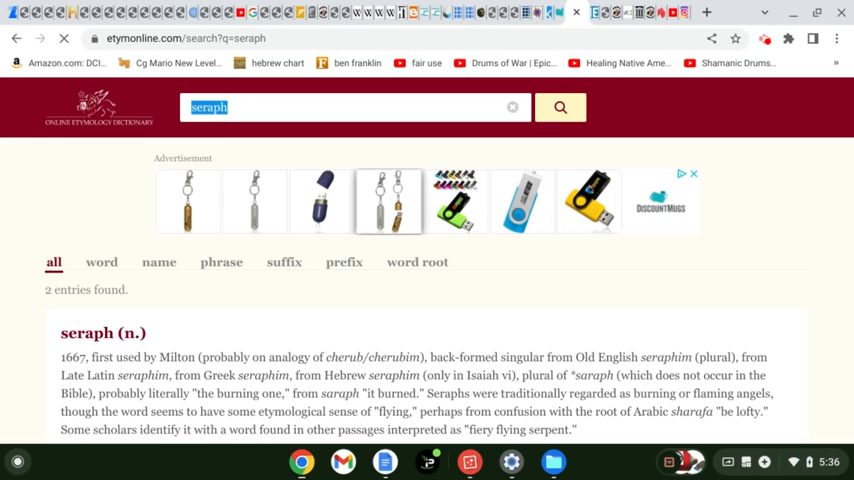 etymonline.com/search?q=seraph
Amazon.com: DCI... Cg Mario New Level... hebrew chart ben franklin fair use Drums of War | Epic... Healing Native Ame... Shamanic Drums... »
seraph
ONLINE ETYMOLOGY DICTIONARY
Advertisement
DISCOUNTMUGS
all word name phrase suffix prefix word root
2 entries found.
seraph (n.)
1667, first used by Milton (probably on analogy of cherub/cherubim), back-formed singular from Old English seraphim (plural), from
Late Latin seraphim, from Greek seraphim, from Hebrew seraphim (only in Isaiah vi), plural of *saraph (which does not occur in the
Bible), probably literally "the burning one," from saraph "it burned." Seraphs were traditionally regarded as burning or flaming angels,
though the word seems to have some etymological sense of "flying," perhaps from confusion with the root of Arabic sharafa "be lofty."
Some scholars identify it with a word found in other passages interpreted as "fiery flying serpent."
5:36